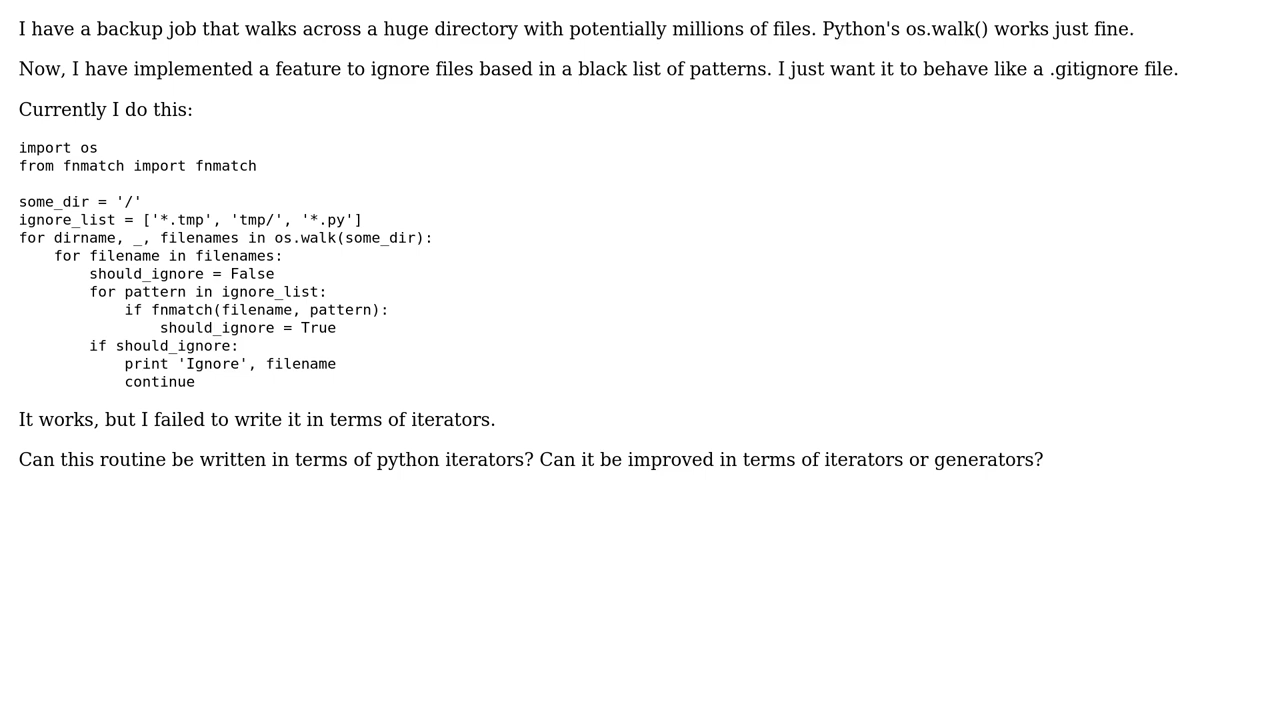 I have a backup job that walks across a huge directory with potentially millions of files. Python's os.walk() works just fine.
Now, I have implemented a feature to ignore files based in a black list of patterns. I just want it to behave like a .gitignore file.
Currently I do this:
import os
from fnmatch import fnmatch
some_dir = '/'
ignore_list = ['*.tmp', 'tmp/', '*.py']
for dirname, _, filenames in os.walk(some_dir):
    for filename in filenames:
        should_ignore = False
        for pattern in ignore_list:
            if fnmatch(filename, pattern):
                should_ignore = True
        if should_ignore:
            print 'Ignore', filename
            continue
It works, but I failed to write it in terms of iterators.
Can this routine be written in terms of python iterators? Can it be improved in terms of iterators or generators?